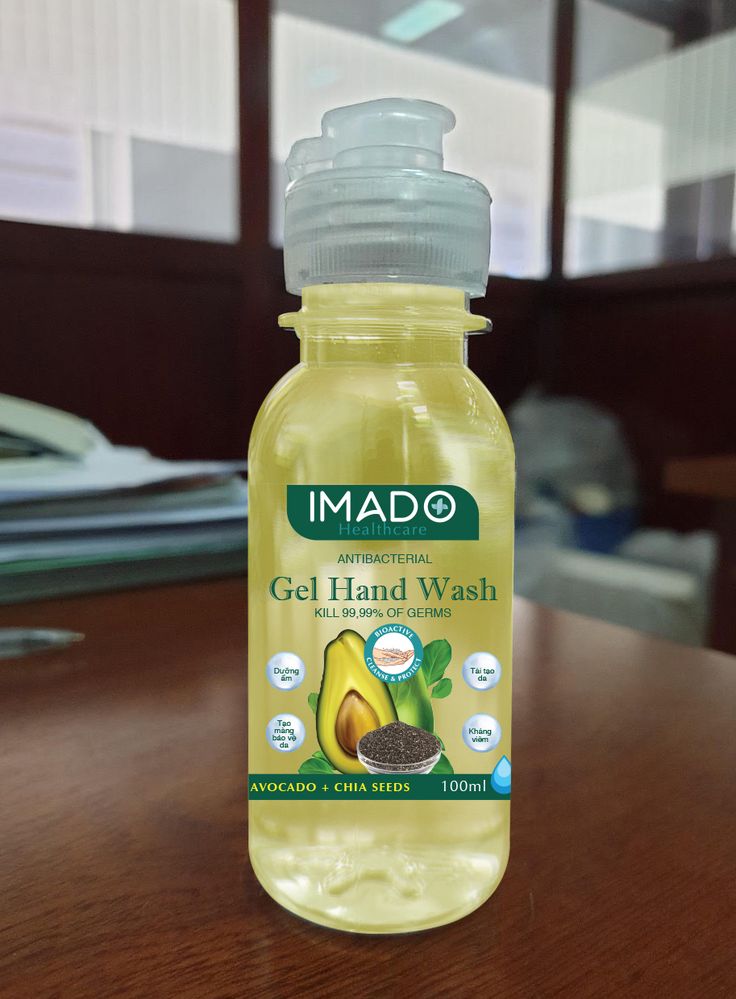 IMADO
Healthcare
ANTIBACTERIAL
Gel Hand Wash
KILL 99,99% OF GERMS
BIOACTIVE
CLEANSE & PROTECT
Dưỡng
ẩm
Tái tạo
da
Tạo
màng
bảo vệ
da
Kháng
viêm
AVOCADO + CHIA SEEDS
100ml